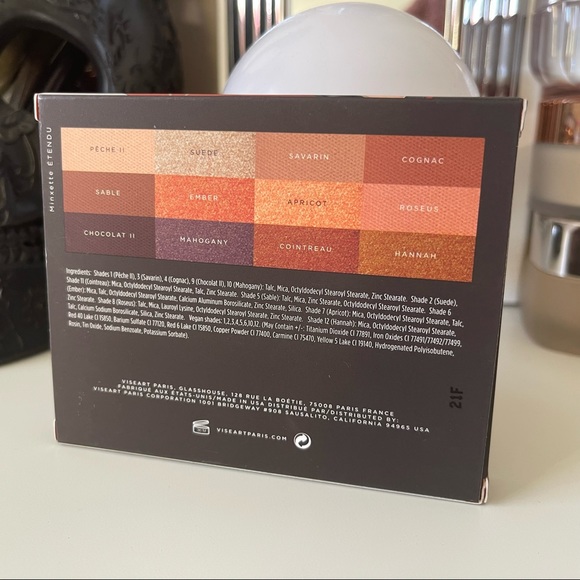 Minxette ÉTENDU
PÊCHE II
SUEDE
SAVARIN
COGNAC
SABLE
EMBER
APRICOT
ROSEUS
CHOCOLAT II
MAHOGANY
COINTREAU
HANNAH
Ingredients: Shades 1 (Pêche II), 3 (Savarin), 4 (Cognac), 9 (Chocolat II), 10 (Mahogany): Talc, Mica, Octyldodecyl Stearoyl Stearate, Zinc Stearate. Shade 2 (Suede),
Shade 11 (Cointreau): Mica, Octyldodecyl Stearoyl Stearate, Talc, Zinc Stearate. Shade 5 (Sable): Talc, Mica, Zinc Stearate, Octyldodecyl Stearoyl Stearate. Shade 6
(Ember): Mica, Talc, Octyldodecyl Stearoyl Stearate, Calcium Aluminum Borosilicate, Zinc Stearate, Silica. Shade 7 (Apricot): Mica, Octyldodecyl Stearoyl Stearate, Talc,
Zinc Stearate. Shade 8 (Roseus): Talc, Mica, Lauroyl Lysine, Octyldodecyl Stearoyl Stearate, Zinc Stearate. Shade 12 (Hannah): Mica, Octyldodecyl Stearoyl Stearate,
Talc, Calcium Sodium Borosilicate, Zinc Stearate. Vegan shades: 1,2,3,4,5,6,10,12. (May Contain +/-: Titanium Dioxide CI 77891, Iron Oxides CI 77491/77492/77499,
Red 40 Lake CI 15850, Barium Sulfate CI 77120, Red 6 Lake CI 15850, Copper Powder CI 77400, Carmine CI 75470, Yellow 5 Lake CI 19140, Hydrogenated Polyisobutene,
Rosin, Tin Oxide, Sodium Benzoate, Potassium Sorbate).
VISEART PARIS, GLASSHOUSE, 128 RUE LA BOÉTIE, 75008 PARIS FRANCE
FABRIQUÉ AUX ÉTATS-UNIS/MADE IN USA DISTRIBUÉ PAR/DISTRIBUTED BY:
VISEART PARIS CORPORATION 1001 BRIDGEWAY #908 SAUSALITO, CALIFORNIA 94965 USA
VISEARTPARIS.COM
21F